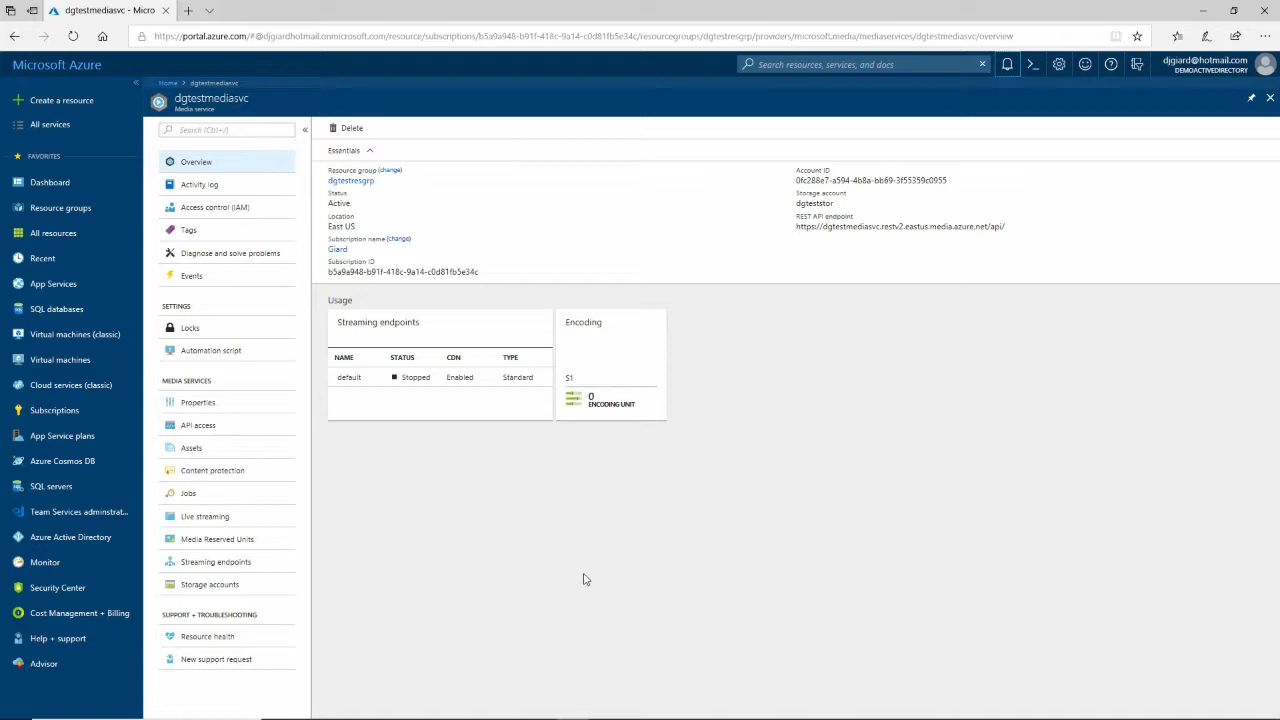 dgtestmediasvc - Micro
https://portal.azure.com/#@djgiardhotmail.onmicrosoft.com/resource/subscriptions/b5a9a948-b91f-418c-9a14-c0d81fb5e34c/resourcegroups/dgtestresgrp/providers/microsoft.media/mediaservices/dgtestmediasvc/overview
Microsoft Azure
Search resources, services, and docs
djgiard@hotmail.com
DEMOACTIVEDIRECTORY
Create a resource
All services
FAVORITES
Dashboard
Resource groups
All resources
Recent
App Services
SQL databases
Virtual machines (classic)
Virtual machines
Cloud services (classic)
Subscriptions
App Service plans
Azure Cosmos DB
SQL servers
Team Services adminstrat...
Azure Active Directory
Monitor
Security Center
Cost Management + Billing
Help + support
Advisor
Home > dgtestmediasvc
dgtestmediasvc
Media service
Search (Ctrl+/)
Overview
Activity log
Access control (IAM)
Tags
Diagnose and solve problems
Events
SETTINGS
Locks
Automation script
MEDIA SERVICES
Properties
API access
Assets
Content protection
Jobs
Live streaming
Media Reserved Units
Streaming endpoints
Storage accounts
SUPPORT + TROUBLESHOOTING
Resource health
New support request
Delete
Essentials
Resource group (change)
dgtestresgrp
Status
Active
Location
East US
Subscription name (change)
Giard
Subscription ID
b5a9a948-b91f-418c-9a14-c0d81fb5e34c
Account ID
0fc288e7-a594-4b8a-bb69-3f55359c0955
Storage account
dgteststor
REST API endpoint
https://dgtestmediasvc.restv2.eastus.media.azure.net/api/
Usage
Streaming endpoints
NAME STATUS CDN TYPE
default Stopped Enabled Standard
Encoding
S1
0
ENCODING UNIT